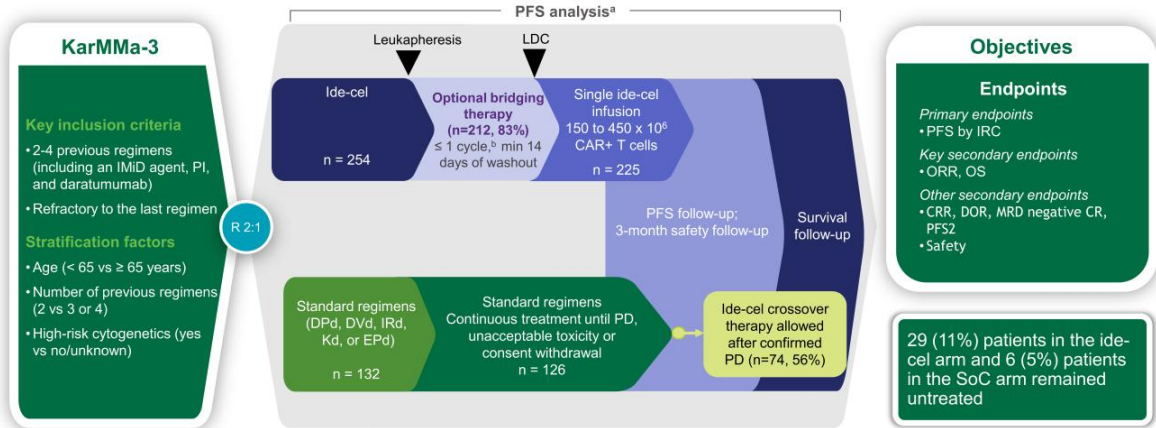 PFS analysisᵃ
KarMMa-3
Key inclusion criteria
• 2-4 previous regimens
(including an IMiD agent, PI,
and daratumumab)
• Refractory to the last regimen
Stratification factors
• Age (< 65 vs ≥ 65 years)
• Number of previous regimens
(2 vs 3 or 4)
• High-risk cytogenetics (yes
vs no/unknown)
R 2:1
Leukapheresis
LDC
Ide-cel
n = 254
Optional bridging
therapy
(n=212, 83%)
≤ 1 cycle,ᵇ min 14
days of washout
Single ide-cel
infusion
150 to 450 x 10⁶
CAR+ T cells
n = 225
PFS follow-up;
3-month safety follow-up
Survival
follow-up
Standard regimens
(DPd, DVd, IRd,
Kd, or EPd)
n = 132
Standard regimens
Continuous treatment until PD,
unacceptable toxicity or
consent withdrawal
n = 126
Ide-cel crossover
therapy allowed
after confirmed
PD (n=74, 56%)
Objectives
Endpoints
Primary endpoints
• PFS by IRC
Key secondary endpoints
• ORR, OS
Other secondary endpoints
• CRR, DOR, MRD negative CR,
PFS2
• Safety
29 (11%) patients in the ide-
cel arm and 6 (5%) patients
in the SoC arm remained
untreated